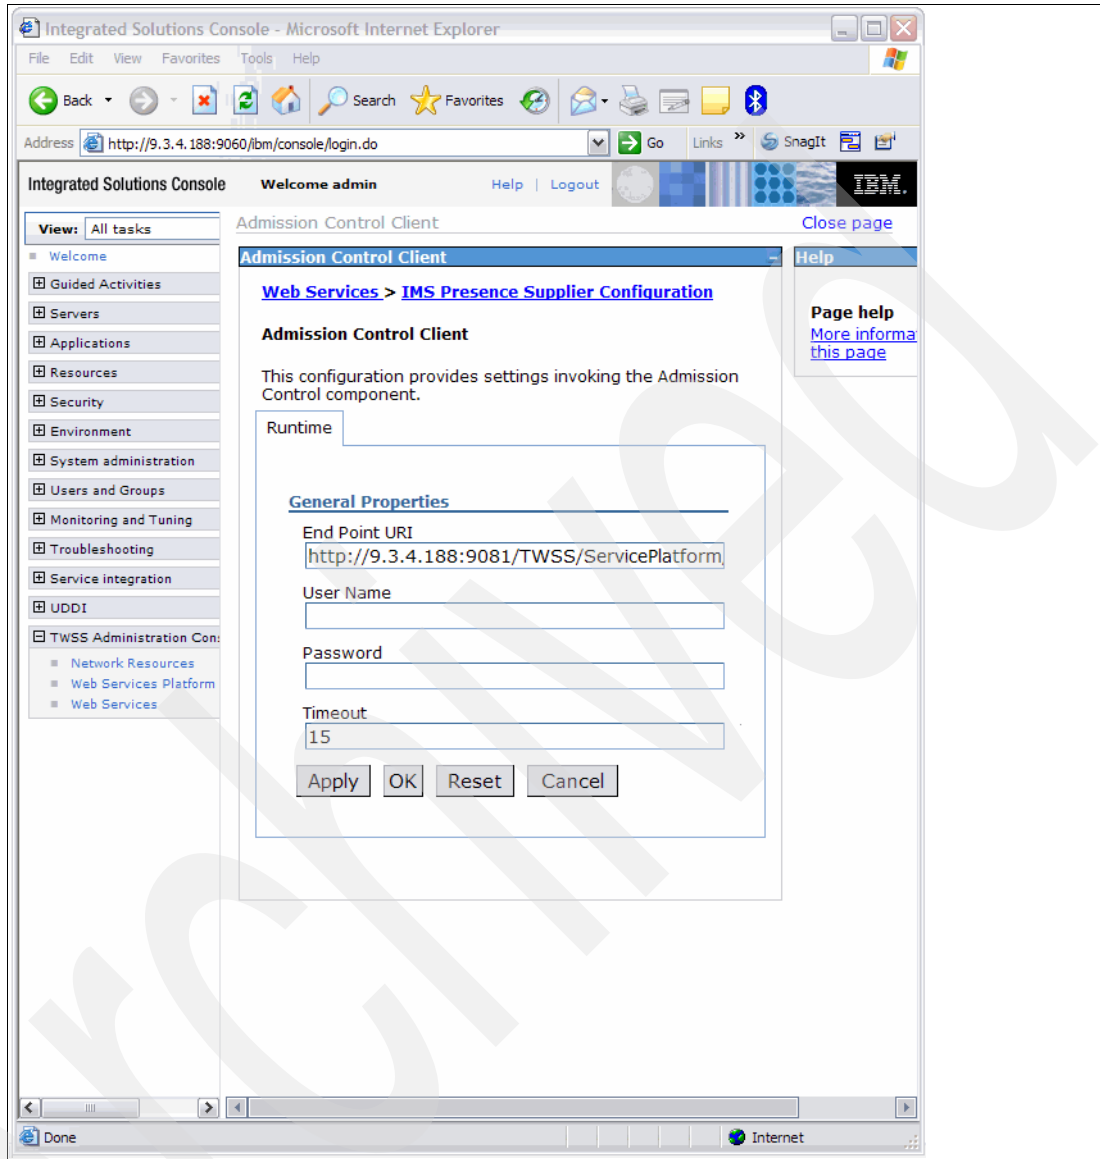 Integrated Solutions Console - Microsoft Internet Explorer
File Edit View Favorites Tools Help
Back Search Favorites
Address http://9.3.4.188:9060/ibm/console/login.do Go Links » SnagIt
Integrated Solutions Console Welcome admin Help | Logout IBM.
View: All tasks
Welcome
Guided Activities
Servers
Applications
Resources
Security
Environment
System administration
Users and Groups
Monitoring and Tuning
Troubleshooting
Service integration
UDDI
TWSS Administration Con
Network Resources
Web Services Platform
Web Services
Admission Control Client Close page
Admission Control Client
Web Services > IMS Presence Supplier Configuration
Admission Control Client
This configuration provides settings invoking the Admission
Control component.
Runtime
General Properties
End Point URI
http://9.3.4.188:9081/TWSS/ServicePlatform/
User Name
Password
Timeout
15
Apply OK Reset Cancel
Help
Page help
More informa
this page
Done Internet
rchived